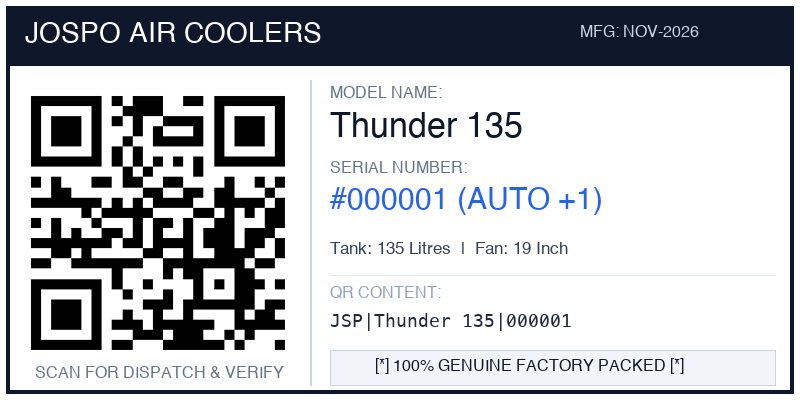 JOSPO AIR COOLERS
MFG: NOV-2026
MODEL NAME:
Thunder 135
SERIAL NUMBER:
#000001 (AUTO +1)
Tank: 135 Litres | Fan: 19 Inch
QR CONTENT:
JSP|Thunder 135|000001
[*] 100% GENUINE FACTORY PACKED [*]
SCAN FOR DISPATCH & VERIFY